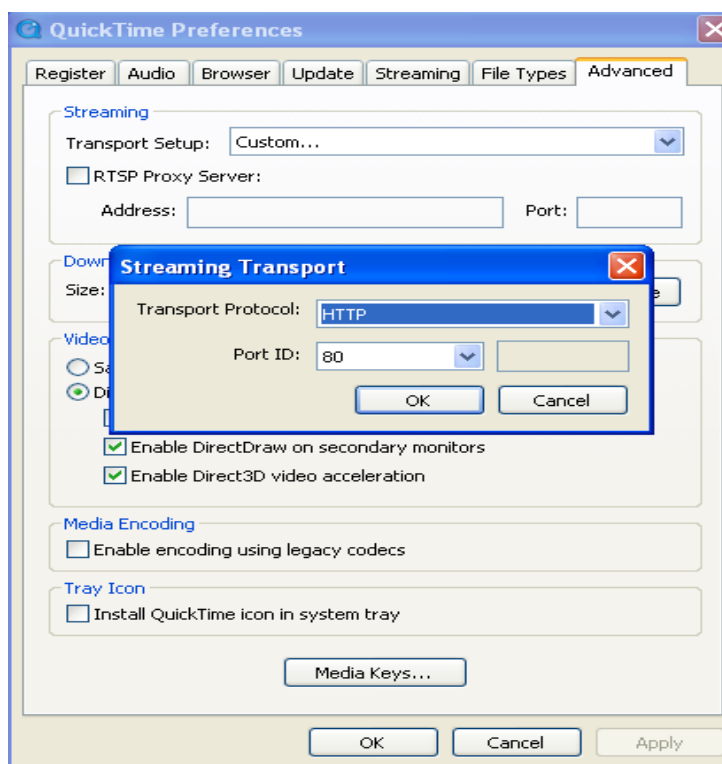 QuickTime Preferences
Register Audio Browser Update Streaming File Types Advanced
Streaming
Transport Setup: Custom...
RTSP Proxy Server:
Address: Port:
Streaming Transport
Size:
Transport Protocol: HTTP
Video
Port ID: 80
OK Cancel
Enable DirectDraw on secondary monitors
Enable Direct3D video acceleration
Media Encoding
Enable encoding using legacy codecs
Tray Icon
Install QuickTime icon in system tray
Media Keys...
OK Cancel Apply